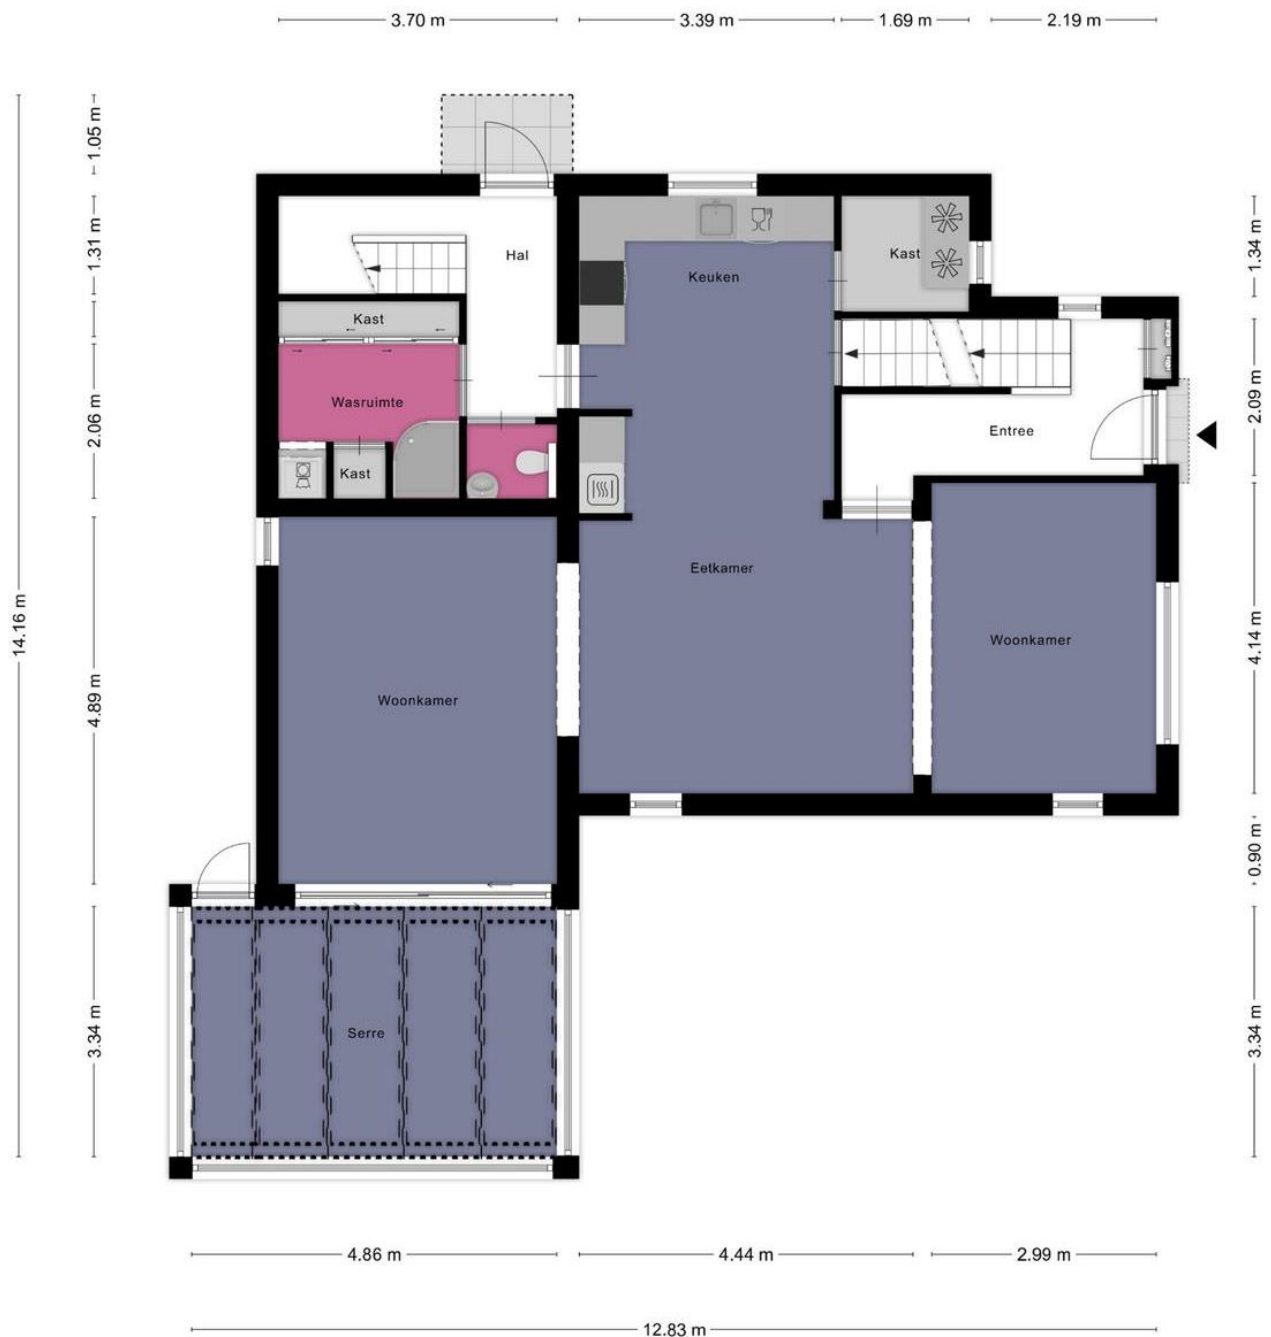 3.70 m
3.39 m
1.69 m
2.19 m
1.05 m
1.31 m
2.06 m
4.89 m
3.34 m
14.16 m
Hal
Keuken
Kast
1.34 m
Kast
Wasruimte
Kast
Entree
2.09 m
Eetkamer
Woonkamer
4.14 m
Woonkamer
0.90 m
Serre
3.34 m
4.86 m
4.44 m
2.99 m
12.83 m